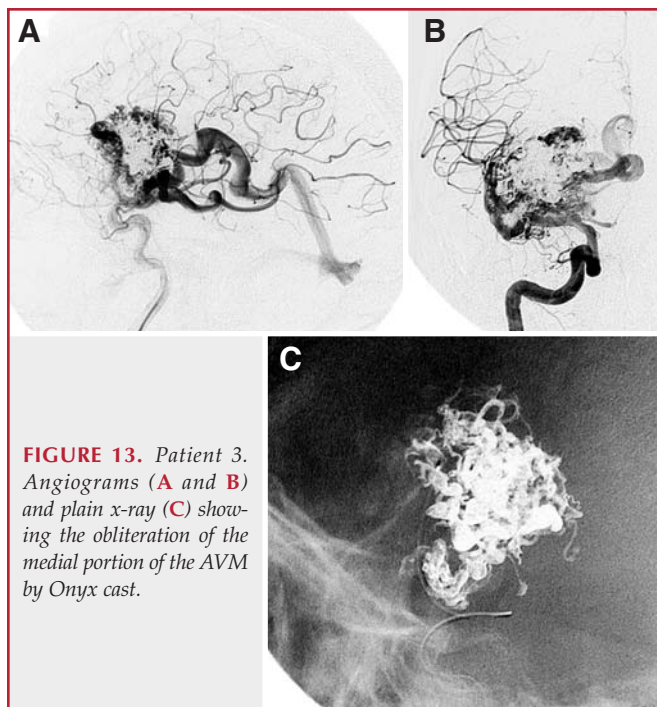 A
B
C
FIGURE 13. Patient 3.
Angiograms (A and B)
and plain x-ray (C) show-
ing the obliteration of the
medial portion of the AVM
by Onyx cast.